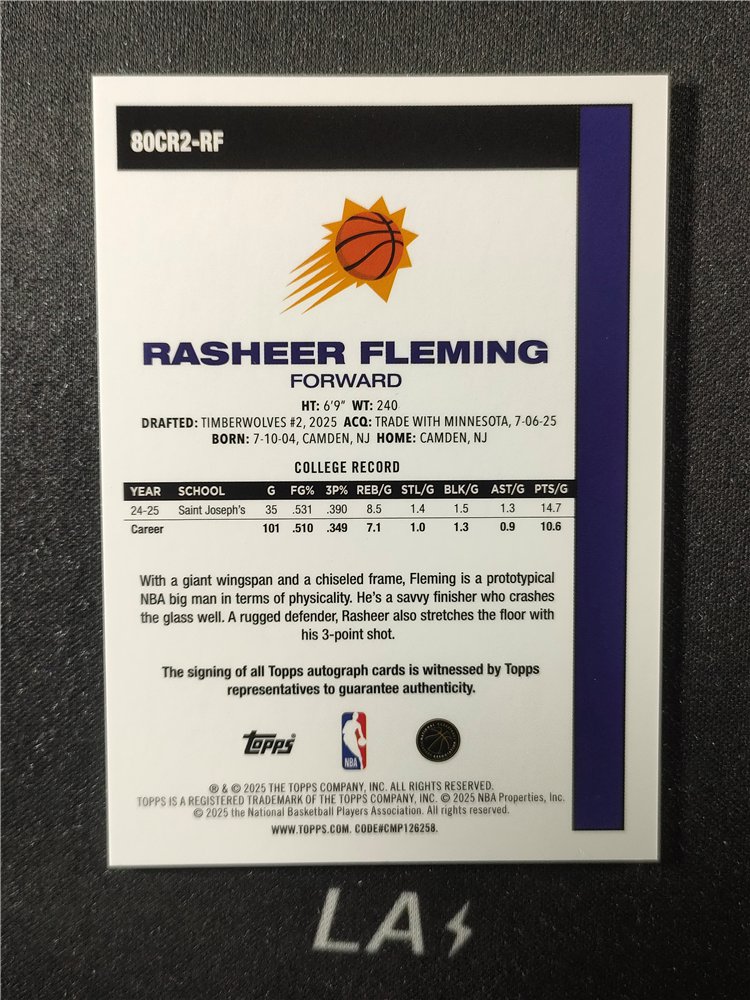 80CR2-RF
RASHEER FLEMING
FORWARD
HT: 6'9" WT: 240
DRAFTED: TIMBERWOLVES #2, 2025 ACQ: TRADE WITH MINNESOTA, 7-06-25
BORN: 7-10-04, CAMDEN, NJ HOME: CAMDEN, NJ
COLLEGE RECORD
YEAR SCHOOL G FG% 3P% REB/G STL/G BLK/G AST/G PTS/G
24-25 Saint Joseph's 35 .531 .390 8.5 1.4 1.5 1.3 14.7
Career 101 .510 .349 7.1 1.0 1.3 0.9 10.6
With a giant wingspan and a chiseled frame, Fleming is a prototypical
NBA big man in terms of physicality. He's a savvy finisher who crashes
the glass well. A rugged defender, Rasheer also stretches the floor with
his 3-point shot.
The signing of all Topps autograph cards is witnessed by Topps
representatives to guarantee authenticity.
Topps
NBA
® & © 2025 THE TOPPS COMPANY, INC. ALL RIGHTS RESERVED.
TOPPS IS A REGISTERED TRADEMARK OF THE TOPPS COMPANY, INC. © 2025 NBA Properties, Inc.
© 2025 the National Basketball Players Association. All rights reserved.
WWW.TOPPS.COM. CODE#CMP126258.
LA